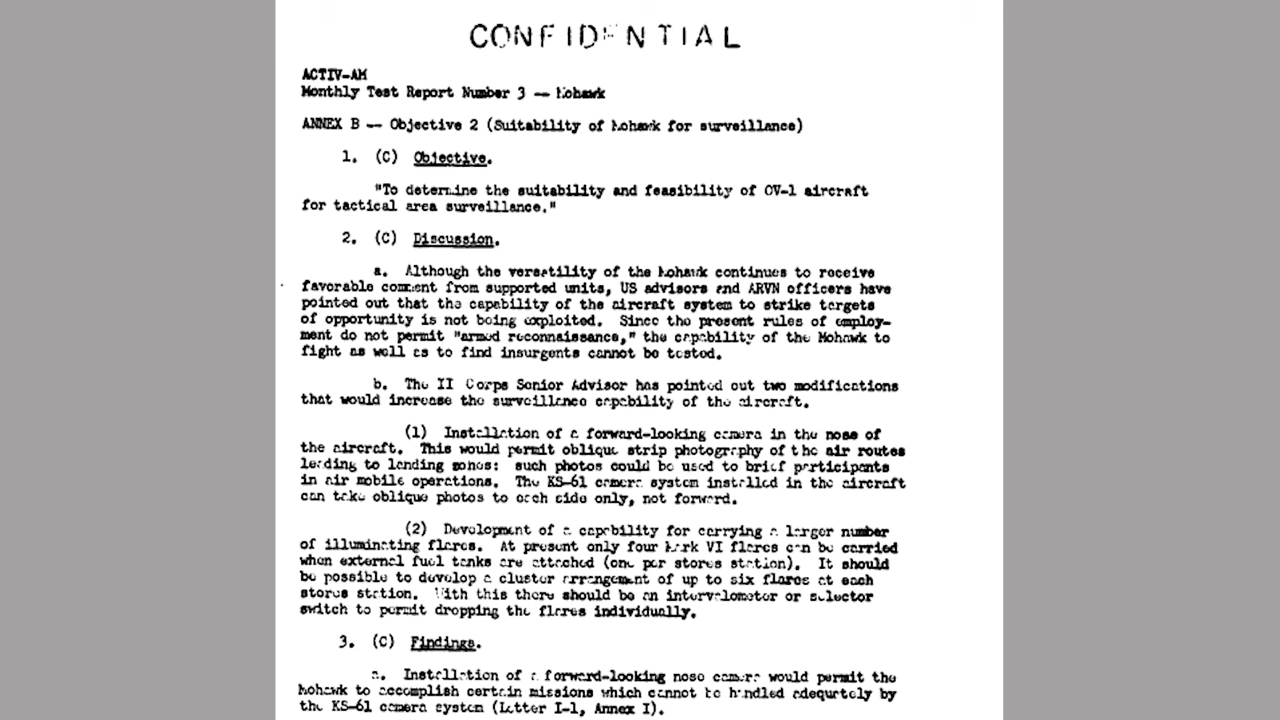 CONFIDENTIAL
ACTIV-AM
Monthly Test Report Number 3 — Mohawk
ANNEX B — Objective 2 (Suitability of Mohawk for surveillance)
1. (C) Objective.
"To determine the suitability and feasibility of OV-1 aircraft
for tactical area surveillance."
2. (C) Discussion.
a. Although the versatility of the Mohawk continues to receive
favorable comment from supported units, US advisors and ARVN officers have
pointed out that the capability of the aircraft system to strike targets
of opportunity is not being exploited. Since the present rules of employ-
ment do not permit "armed reconnaissance," the capability of the Mohawk to
fight as well as to find insurgents cannot be tested.
b. The II Corps Senior Advisor has pointed out two modifications
that would increase the surveillance capability of the aircraft.
(1) Installation of a forward-looking camera in the nose of
the aircraft. This would permit oblique strip photography of the air routes
leading to landing zones: such photos could be used to brief participants
in air mobile operations. The KS-61 camera system installed in the aircraft
can take oblique photos to each side only, not forward.
(2) Development of a capability for carrying a larger number
of illuminating flares. At present only four Mark VI flares can be carried
when external fuel tanks are attached (one per stores station). It should
be possible to develop a cluster arrangement of up to six flares at each
stores station. With this there should be an intervalometer or selector
switch to permit dropping the flares individually.
3. (C) Findings.
a. Installation of a forward-looking nose camera would permit the
Mohawk to accomplish certain missions which cannot be handled adequately by
the KS-61 camera system (Letter I-1, Annex I).